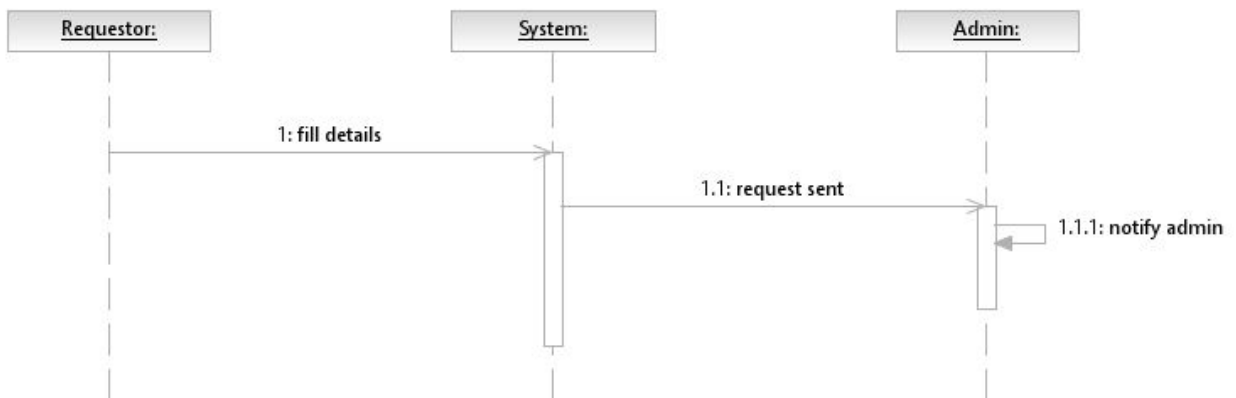 Requestor:
System:
Admin:
1: fill details
1.1: request sent
1.1.1: notify admin